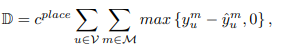 𝔻 = c^{place} ∑_{u∈𝒱} ∑_{m∈ℳ} max {y_u^m − ŷ_u^m, 0} ,